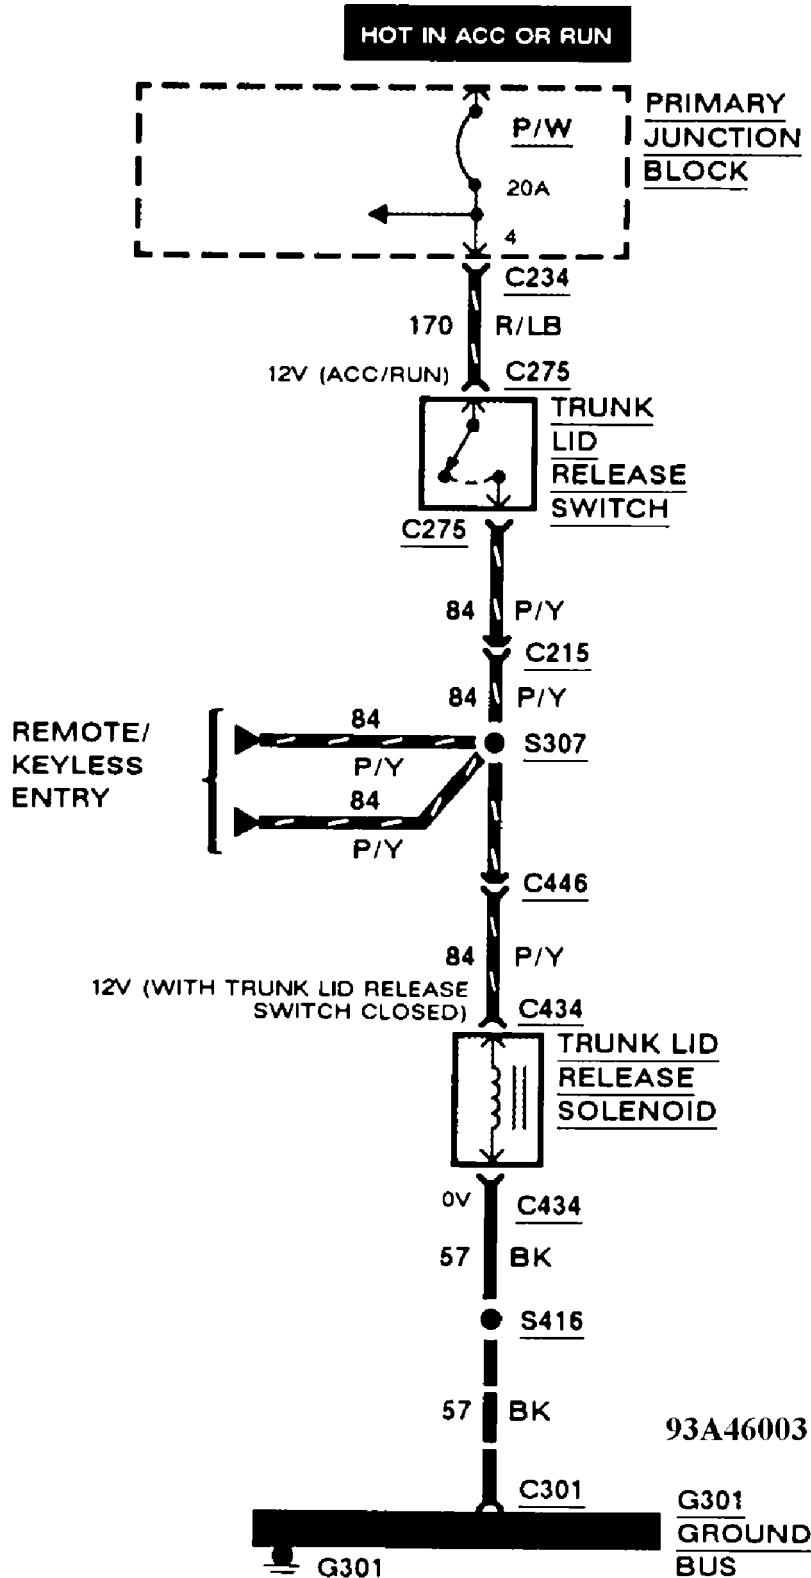 HOT IN ACC OR RUN
PRIMARY
JUNCTION
BLOCK
P/W
20A
4
C234
170 R/LB
12V (ACC/RUN) C275
TRUNK
LID
RELEASE
SWITCH
C275
84 P/Y
C215
84 P/Y
REMOTE/
KEYLESS
ENTRY
84
P/Y
84
P/Y
S307
C446
84 P/Y
12V (WITH TRUNK LID RELEASE
SWITCH CLOSED)
C434
TRUNK LID
RELEASE
SOLENOID
0V C434
57 BK
S416
57 BK
93A46003
C301
G301
GROUND
BUS
G301